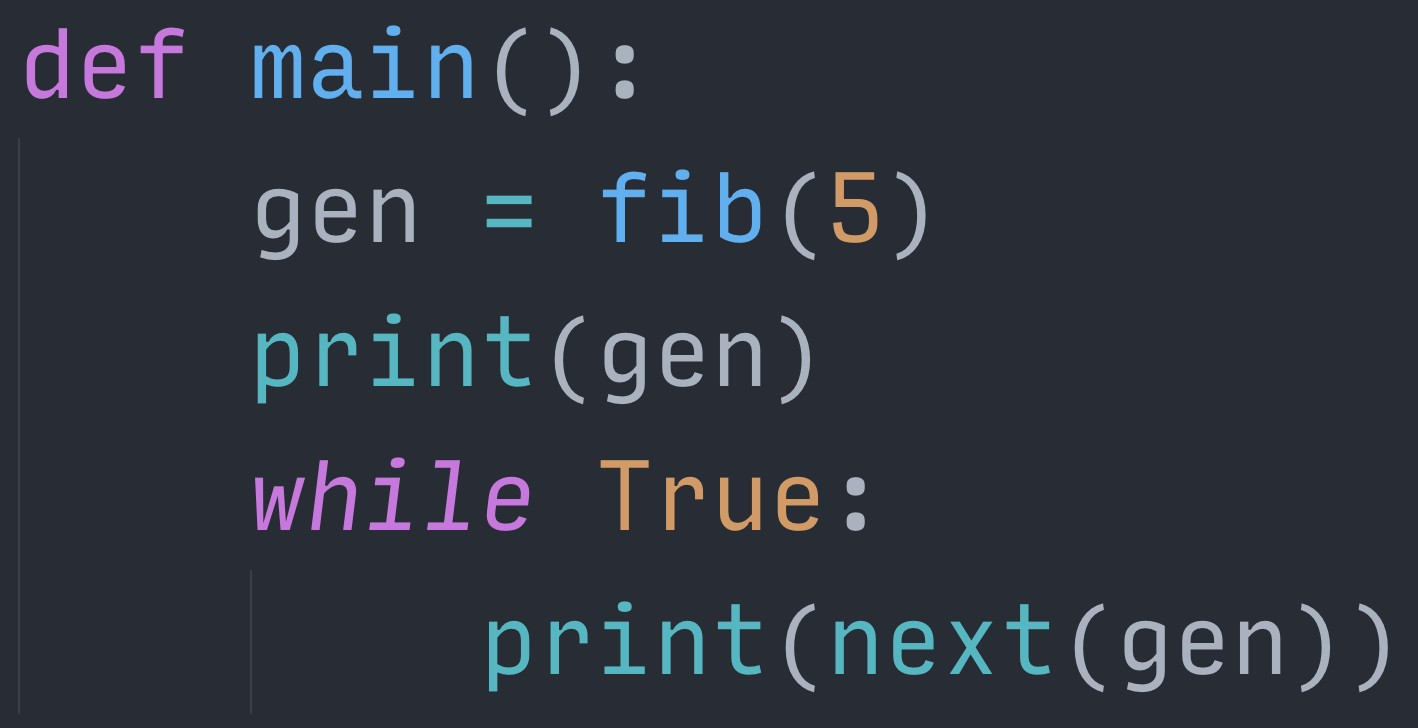 def main():
    gen = fib(5)
    print(gen)
    while True:
        print(next(gen))